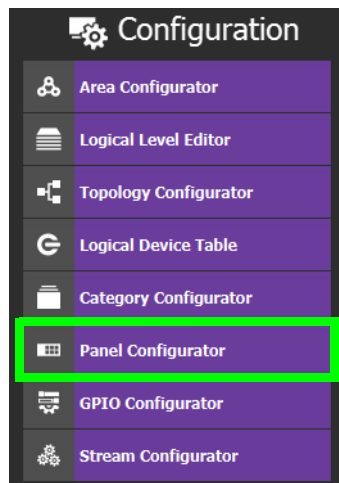 Configuration
Area Configurator
Logical Level Editor
Topology Configurator
Logical Device Table
Category Configurator
Panel Configurator
GPIO Configurator
Stream Configurator